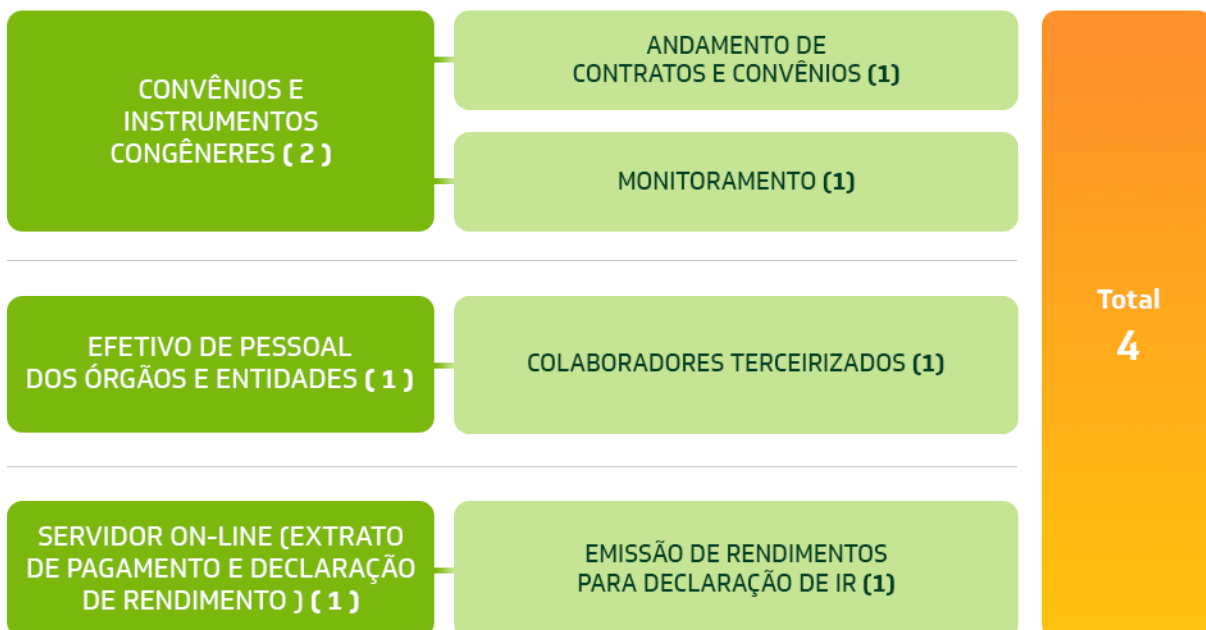 CONVÊNIOS E
INSTRUMENTOS
CONGÊNERES ( 2 )
ANDAMENTO DE
CONTRATOS E CONVÊNIOS (1)
MONITORAMENTO (1)
EFETIVO DE PESSOAL
DOS ÓRGÃOS E ENTIDADES ( 1 )
COLABORADORES TERCEIRIZADOS (1)
SERVIDOR ON-LINE (EXTRATO
DE PAGAMENTO E DECLARAÇÃO
DE RENDIMENTO ) ( 1 )
EMISSÃO DE RENDIMENTOS
PARA DECLARAÇÃO DE IR (1)
Total
4